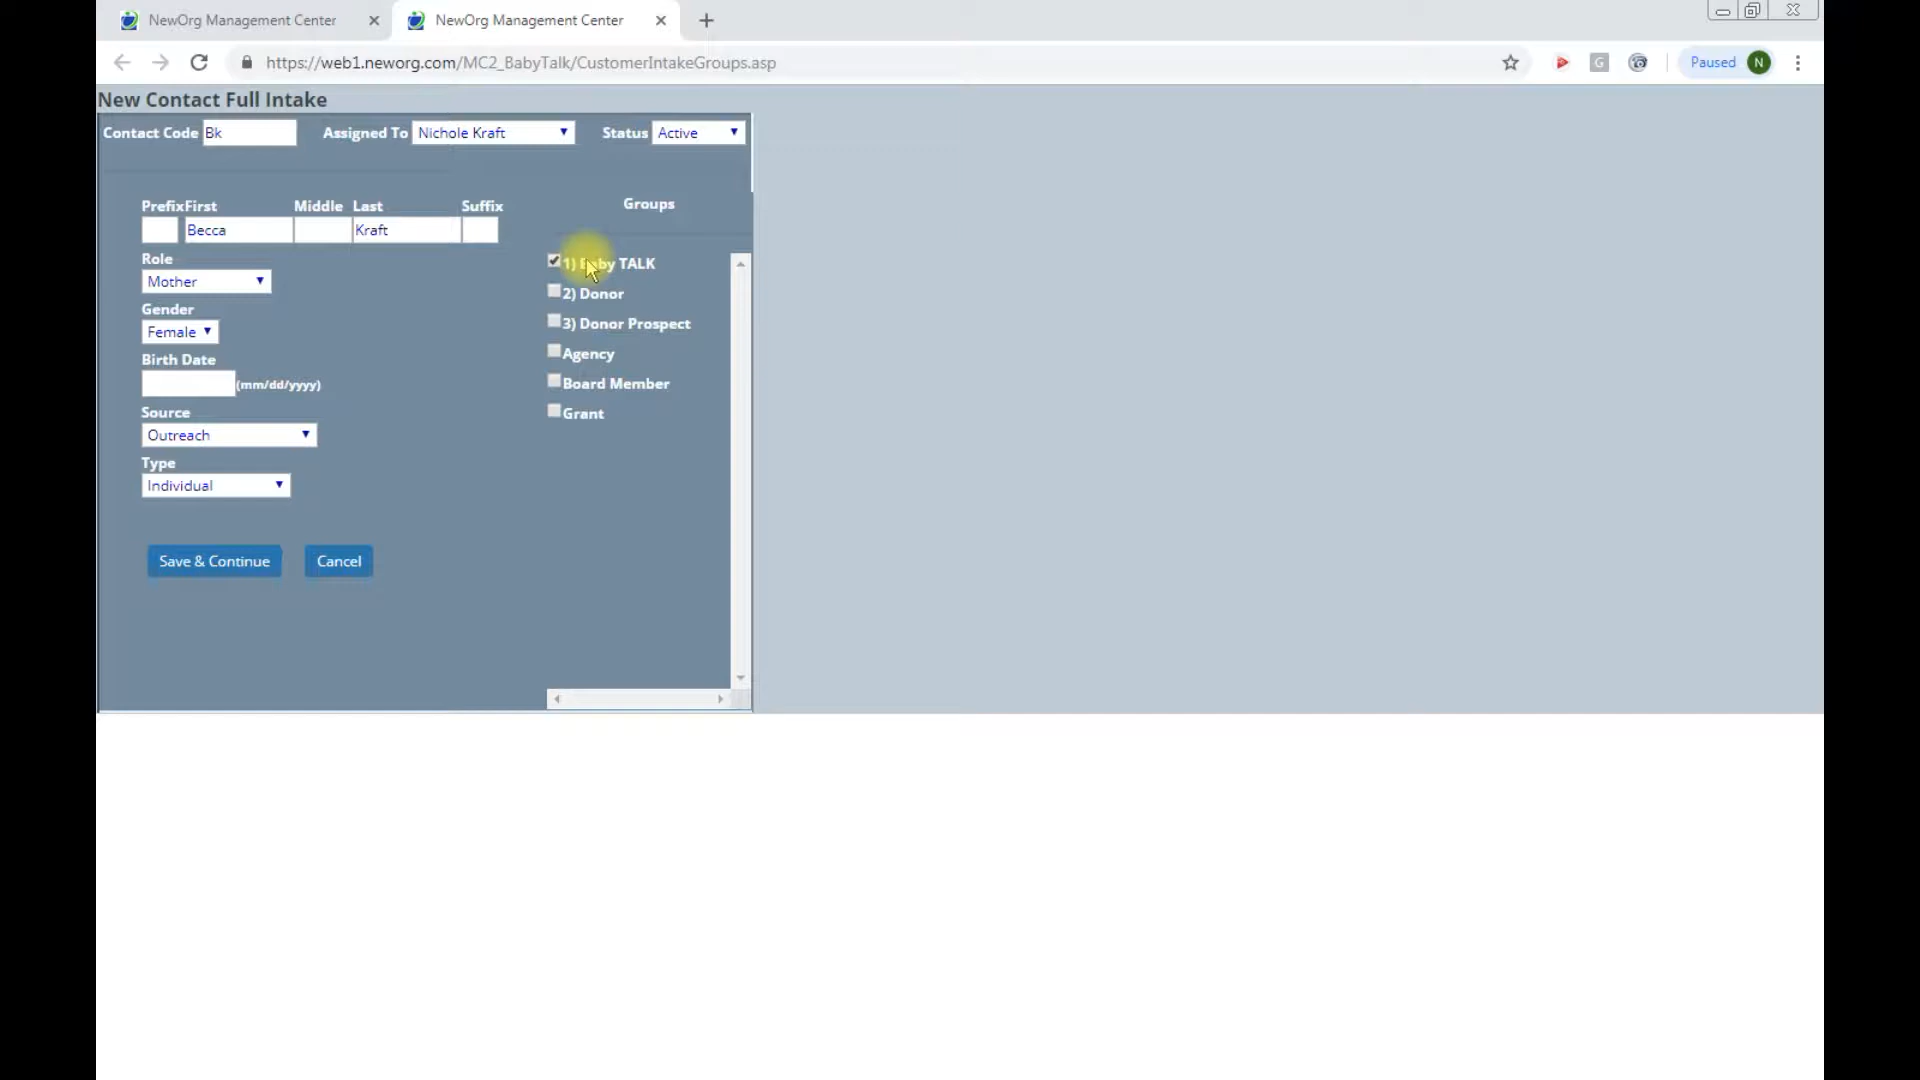 NewOrg Management Center
NewOrg Management Center
https://web1.neworg.com/MC2_BabyTalk/CustomerIntakeGroups.asp
Paused N
New Contact Full Intake
Contact Code Bk Assigned To Nichole Kraft Status Active
Groups
Prefix First Middle Last Suffix
Becca Kraft
Role
Mother
Gender
Female
Birth Date
(mm/dd/yyyy)
Source
Outreach
Type
Individual
1) Baby TALK
2) Donor
3) Donor Prospect
Agency
Board Member
Grant
Save & Continue Cancel